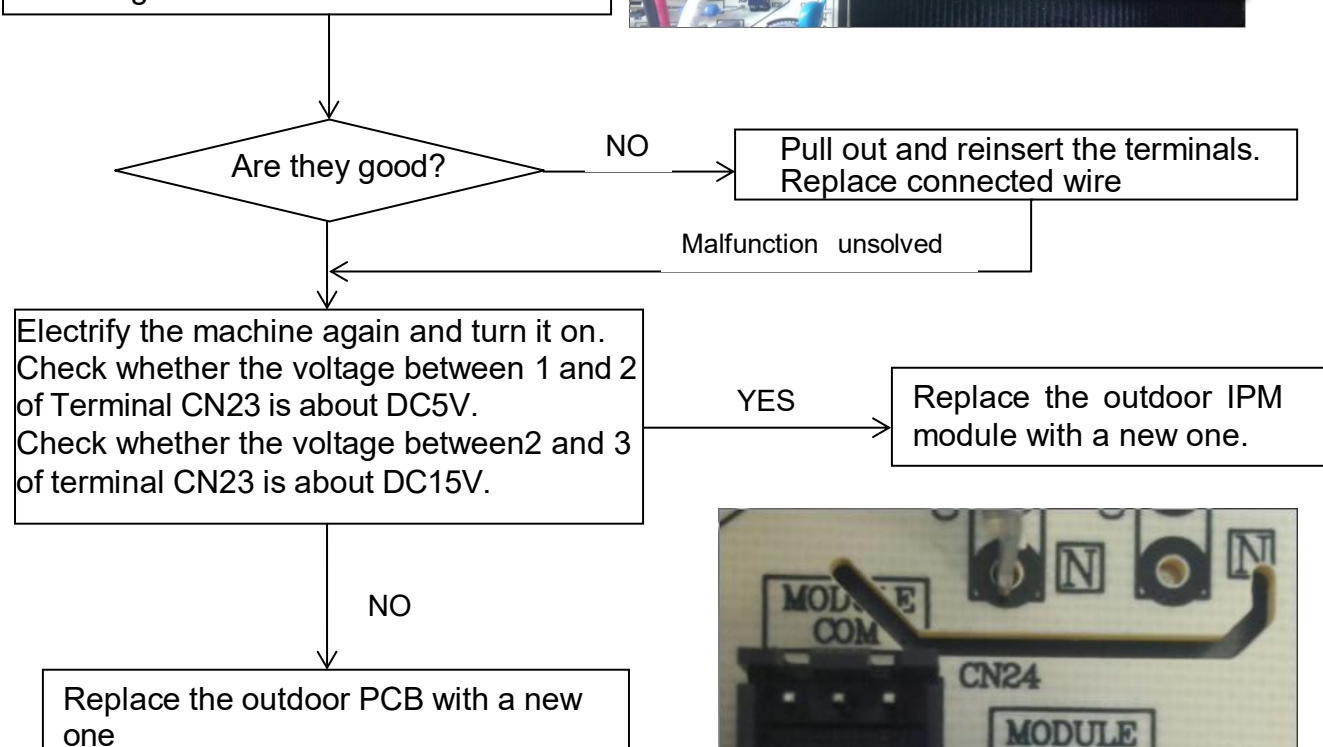 Are they good?
NO
Pull out and reinsert the terminals.
Replace connected wire
Malfunction unsolved
Electrify the machine again and turn it on.
Check whether the voltage between 1 and 2
of Terminal CN23 is about DC5V.
Check whether the voltage between2 and 3
of terminal CN23 is about DC15V.
YES
Replace the outdoor IPM
module with a new one.
NO
Replace the outdoor PCB with a new
one
N
N
COM
CN24
MODULE